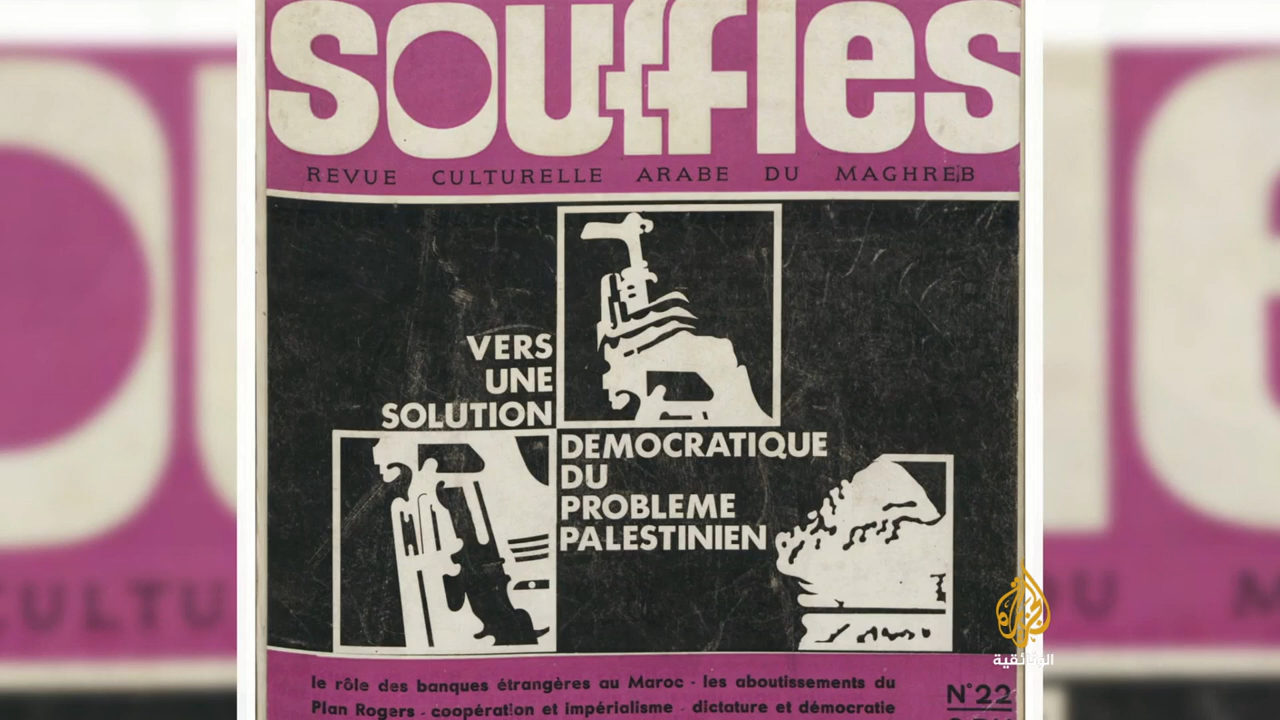 souffles
REVUE CULTURELLE ARABE DU MAGHREB
VERS
UNE
SOLUTION
DEMOCRATIQUE
DU
PROBLEME
PALESTINIEN
le rôle des banques étrangères au Maroc - les aboutissements du
Plan Rogers - coopération et impérialisme - dictature et démocratie
N°22
الجزيرة
الوثائقية